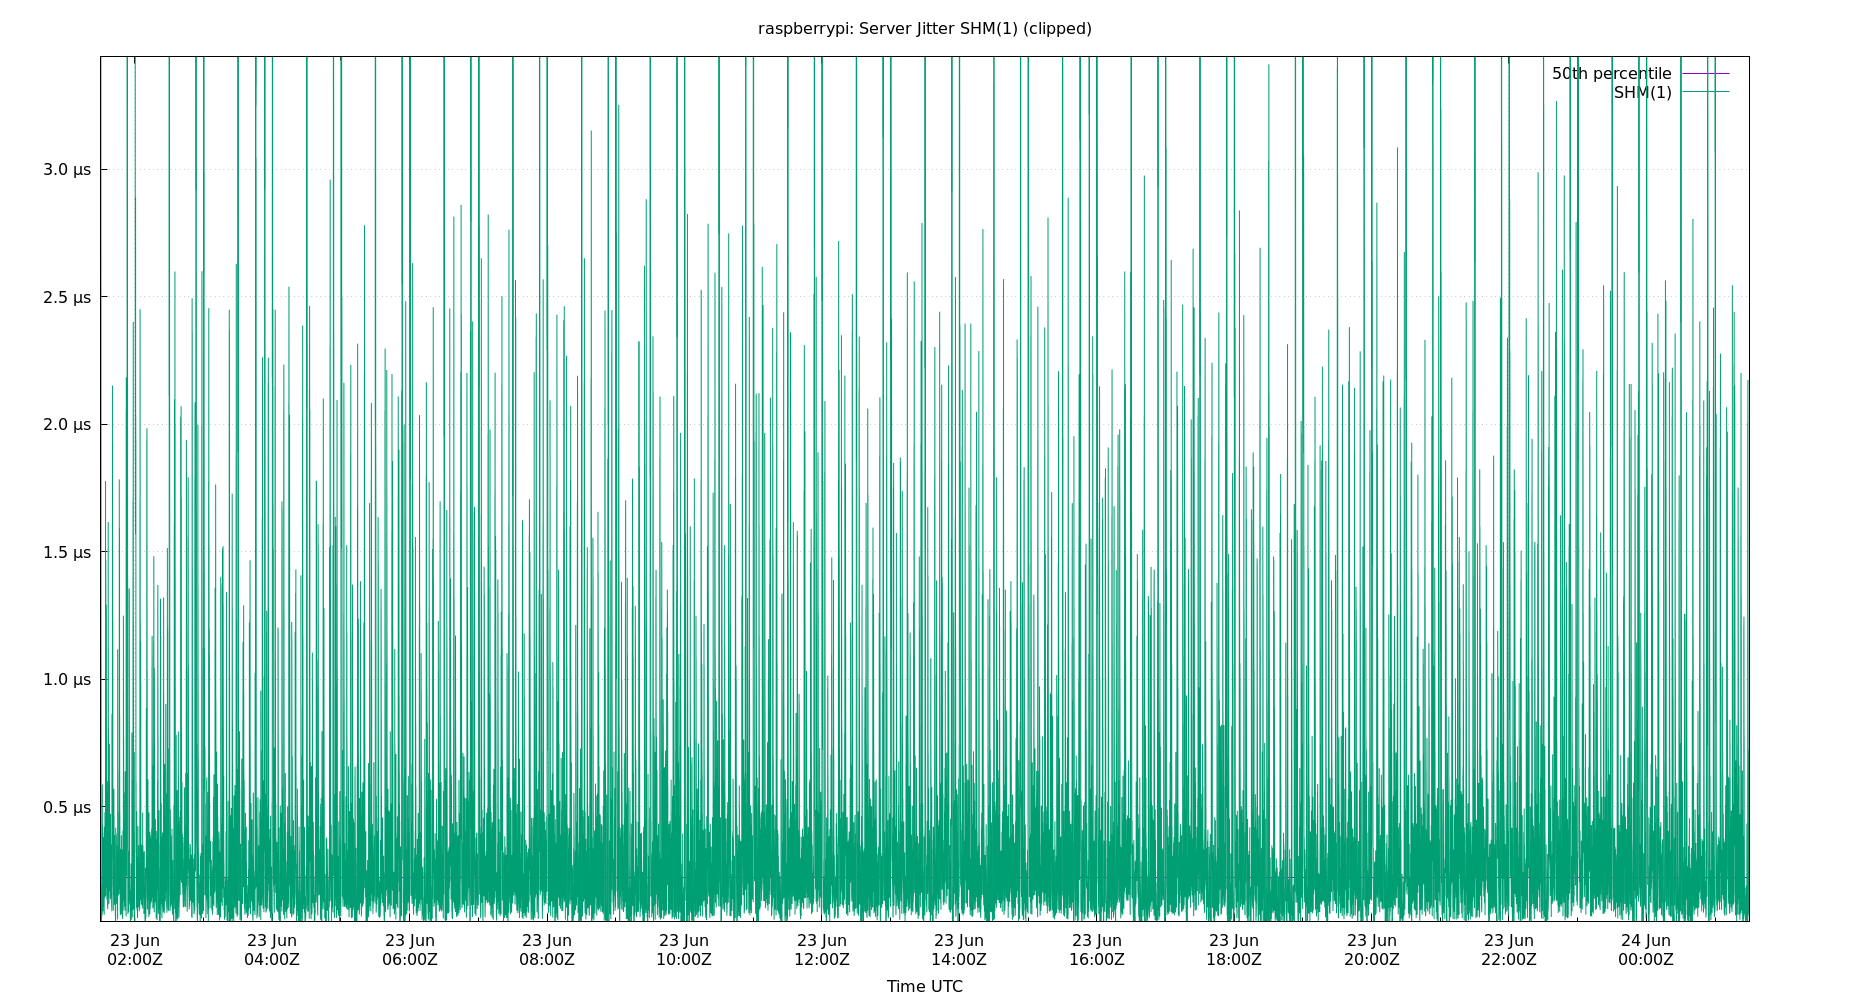 raspberrypi: Server Jitter SHM(1) (clipped)
50th percentile
SHM(1)
3.0 µs
2.5 µs
2.0 µs
1.5 µs
1.0 µs
0.5 µs
23 Jun 23 Jun 23 Jun 23 Jun 23 Jun 23 Jun 23 Jun 23 Jun 23 Jun 23 Jun 23 Jun 24 Jun
02:00Z 04:00Z 06:00Z 08:00Z 10:00Z 12:00Z 14:00Z 16:00Z 18:00Z 20:00Z 22:00Z 00:00Z
Time UTC